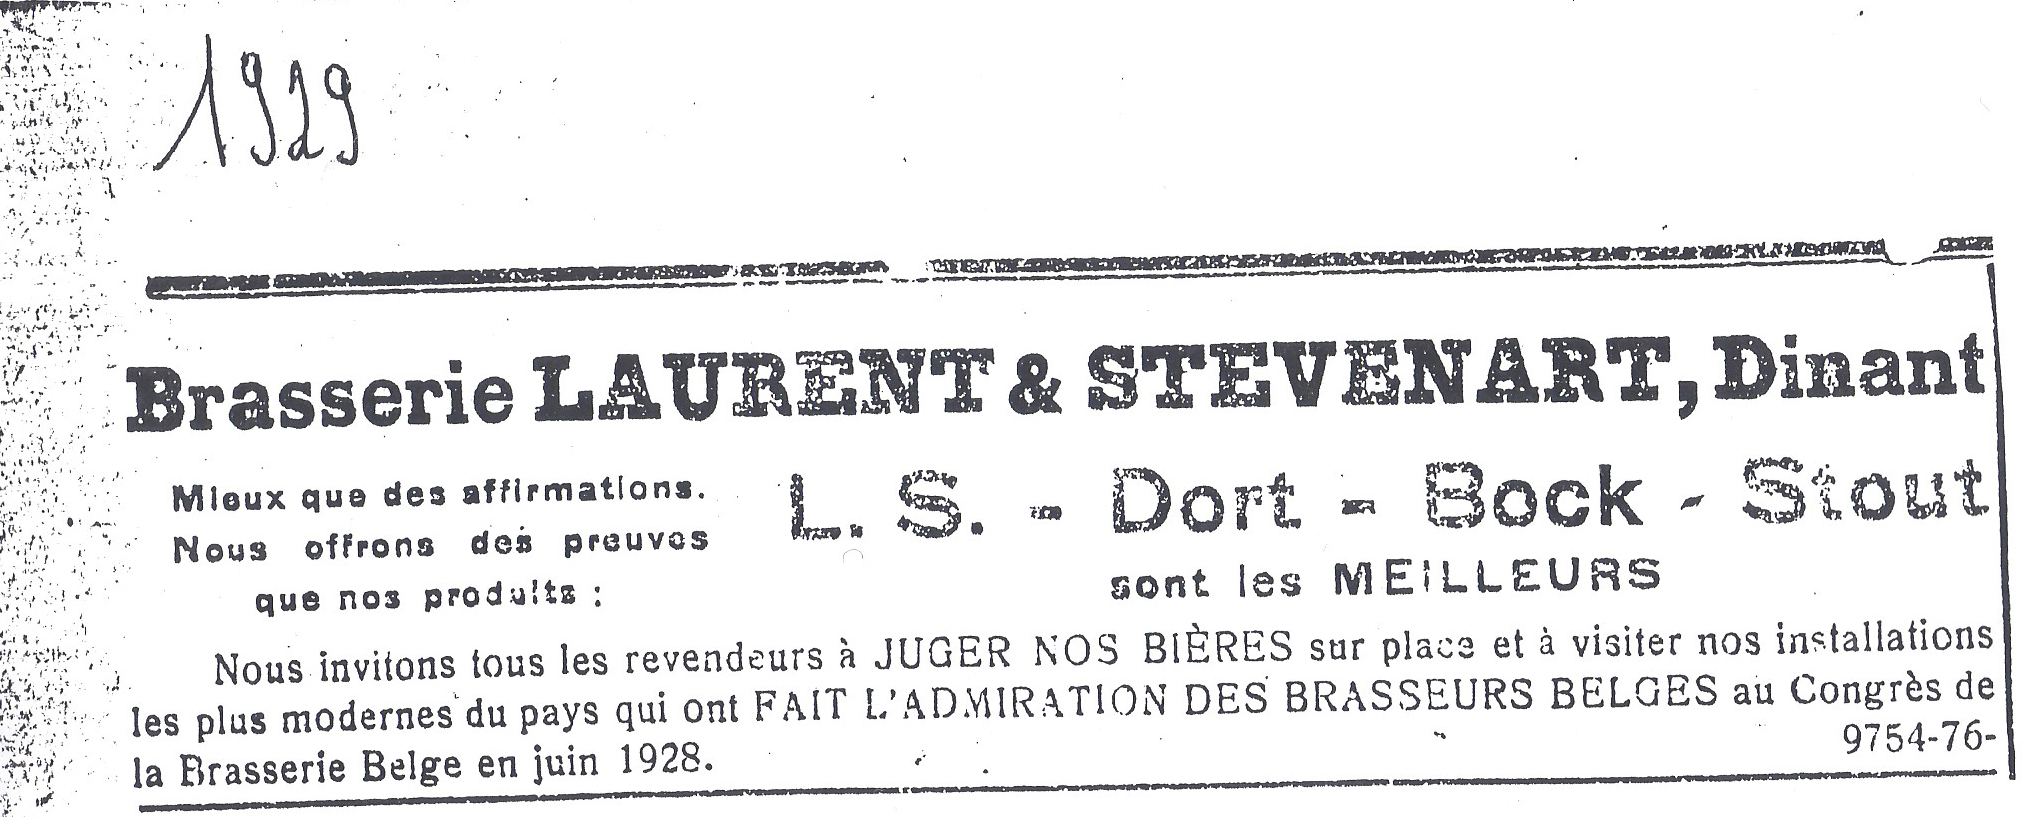 1929
Brasserie LAURENT & STEVENART, Dinant
Mieux que des affirmations.
Nous offrons des preuves
que nos produits :
L. S. - Dort - Bock - Stout
sont les MEILLEURS
Nous invitons tous les revendeurs à JUGER NOS BIÈRES sur place et à visiter nos installations
les plus modernes du pays qui ont FAIT L'ADMIRATION DES BRASSEURS BELGES au Congrès de
la Brasserie Belge en juin 1928.
9754-76-